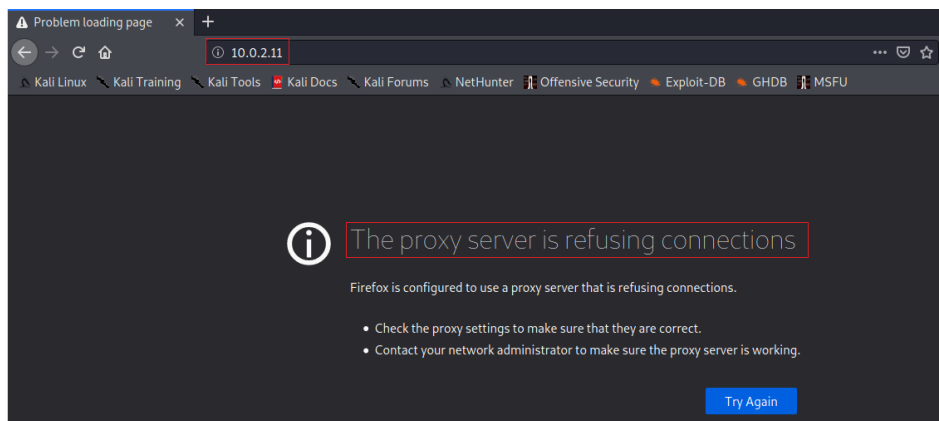 Problem loading page
10.0.2.11
Kali Linux Kali Training Kali Tools Kali Docs Kali Forums NetHunter Offensive Security Exploit-DB GHDB MSFU
The proxy server is refusing connections
Firefox is configured to use a proxy server that is refusing connections.
• Check the proxy settings to make sure that they are correct.
• Contact your network administrator to make sure the proxy server is working.
Try Again